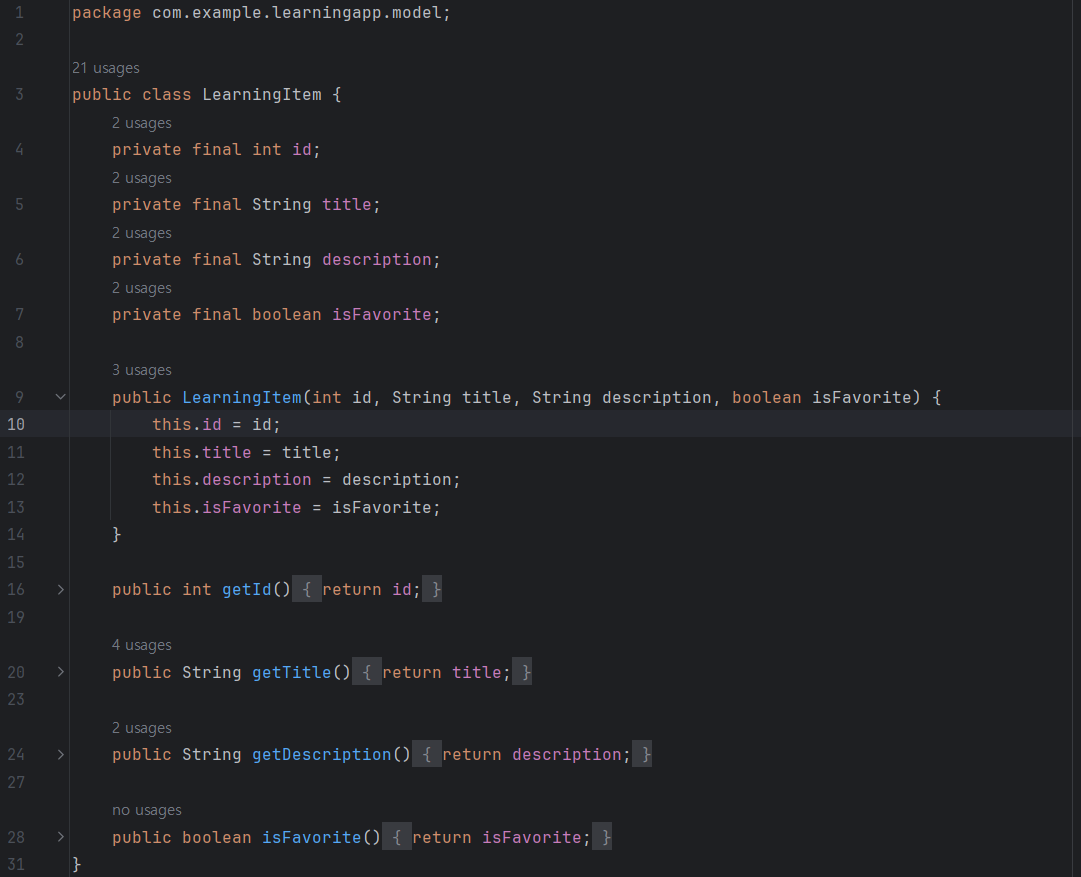 1 package com.example.learningapp.model;
2
21 usages
3 public class LearningItem {
2 usages
4 private final int id;
2 usages
5 private final String title;
2 usages
6 private final String description;
2 usages
7 private final boolean isFavorite;
8
3 usages
9 public LearningItem(int id, String title, String description, boolean isFavorite) {
10 this.id = id;
11 this.title = title;
12 this.description = description;
13 this.isFavorite = isFavorite;
14 }
15
16 public int getId() { return id; }
19
4 usages
20 public String getTitle() { return title; }
23
2 usages
24 public String getDescription() { return description; }
27
no usages
28 public boolean isFavorite() { return isFavorite; }
31 }